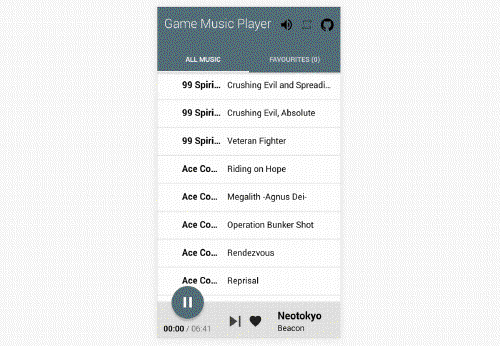 Game Music Player
ALL MUSIC FAVOURITES (0)
99 Spiri... Crushing Evil and Spreadi...
99 Spiri... Crushing Evil, Absolute
99 Spiri... Veteran Fighter
Ace Co... Riding on Hope
Ace Co... Megalith -Agnus Dei-
Ace Co... Operation Bunker Shot
Ace Co... Rendezvous
Ace Co... Reprisal
Neotokyo
00:00 / 06:41 Beacon